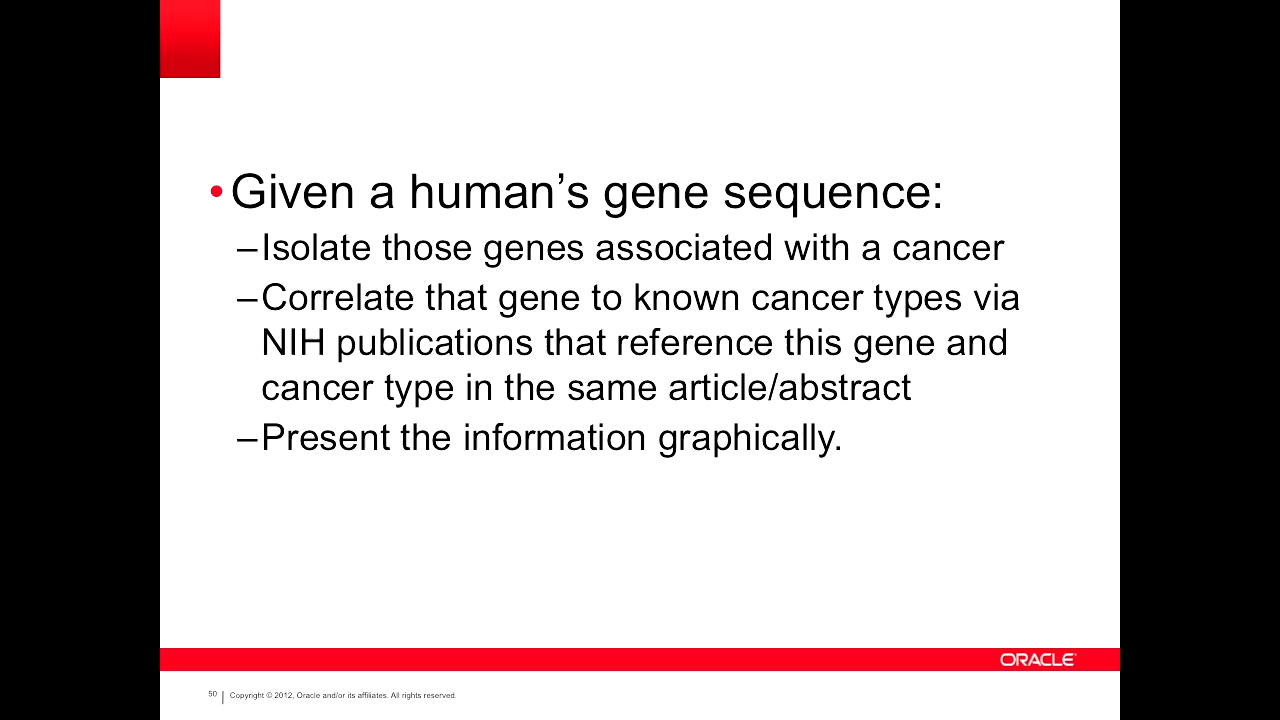 •Given a human’s gene sequence:
–Isolate those genes associated with a cancer
–Correlate that gene to known cancer types via
NIH publications that reference this gene and
cancer type in the same article/abstract
–Present the information graphically.
ORACLE
50 | Copyright © 2012, Oracle and/or its affiliates. All rights reserved.